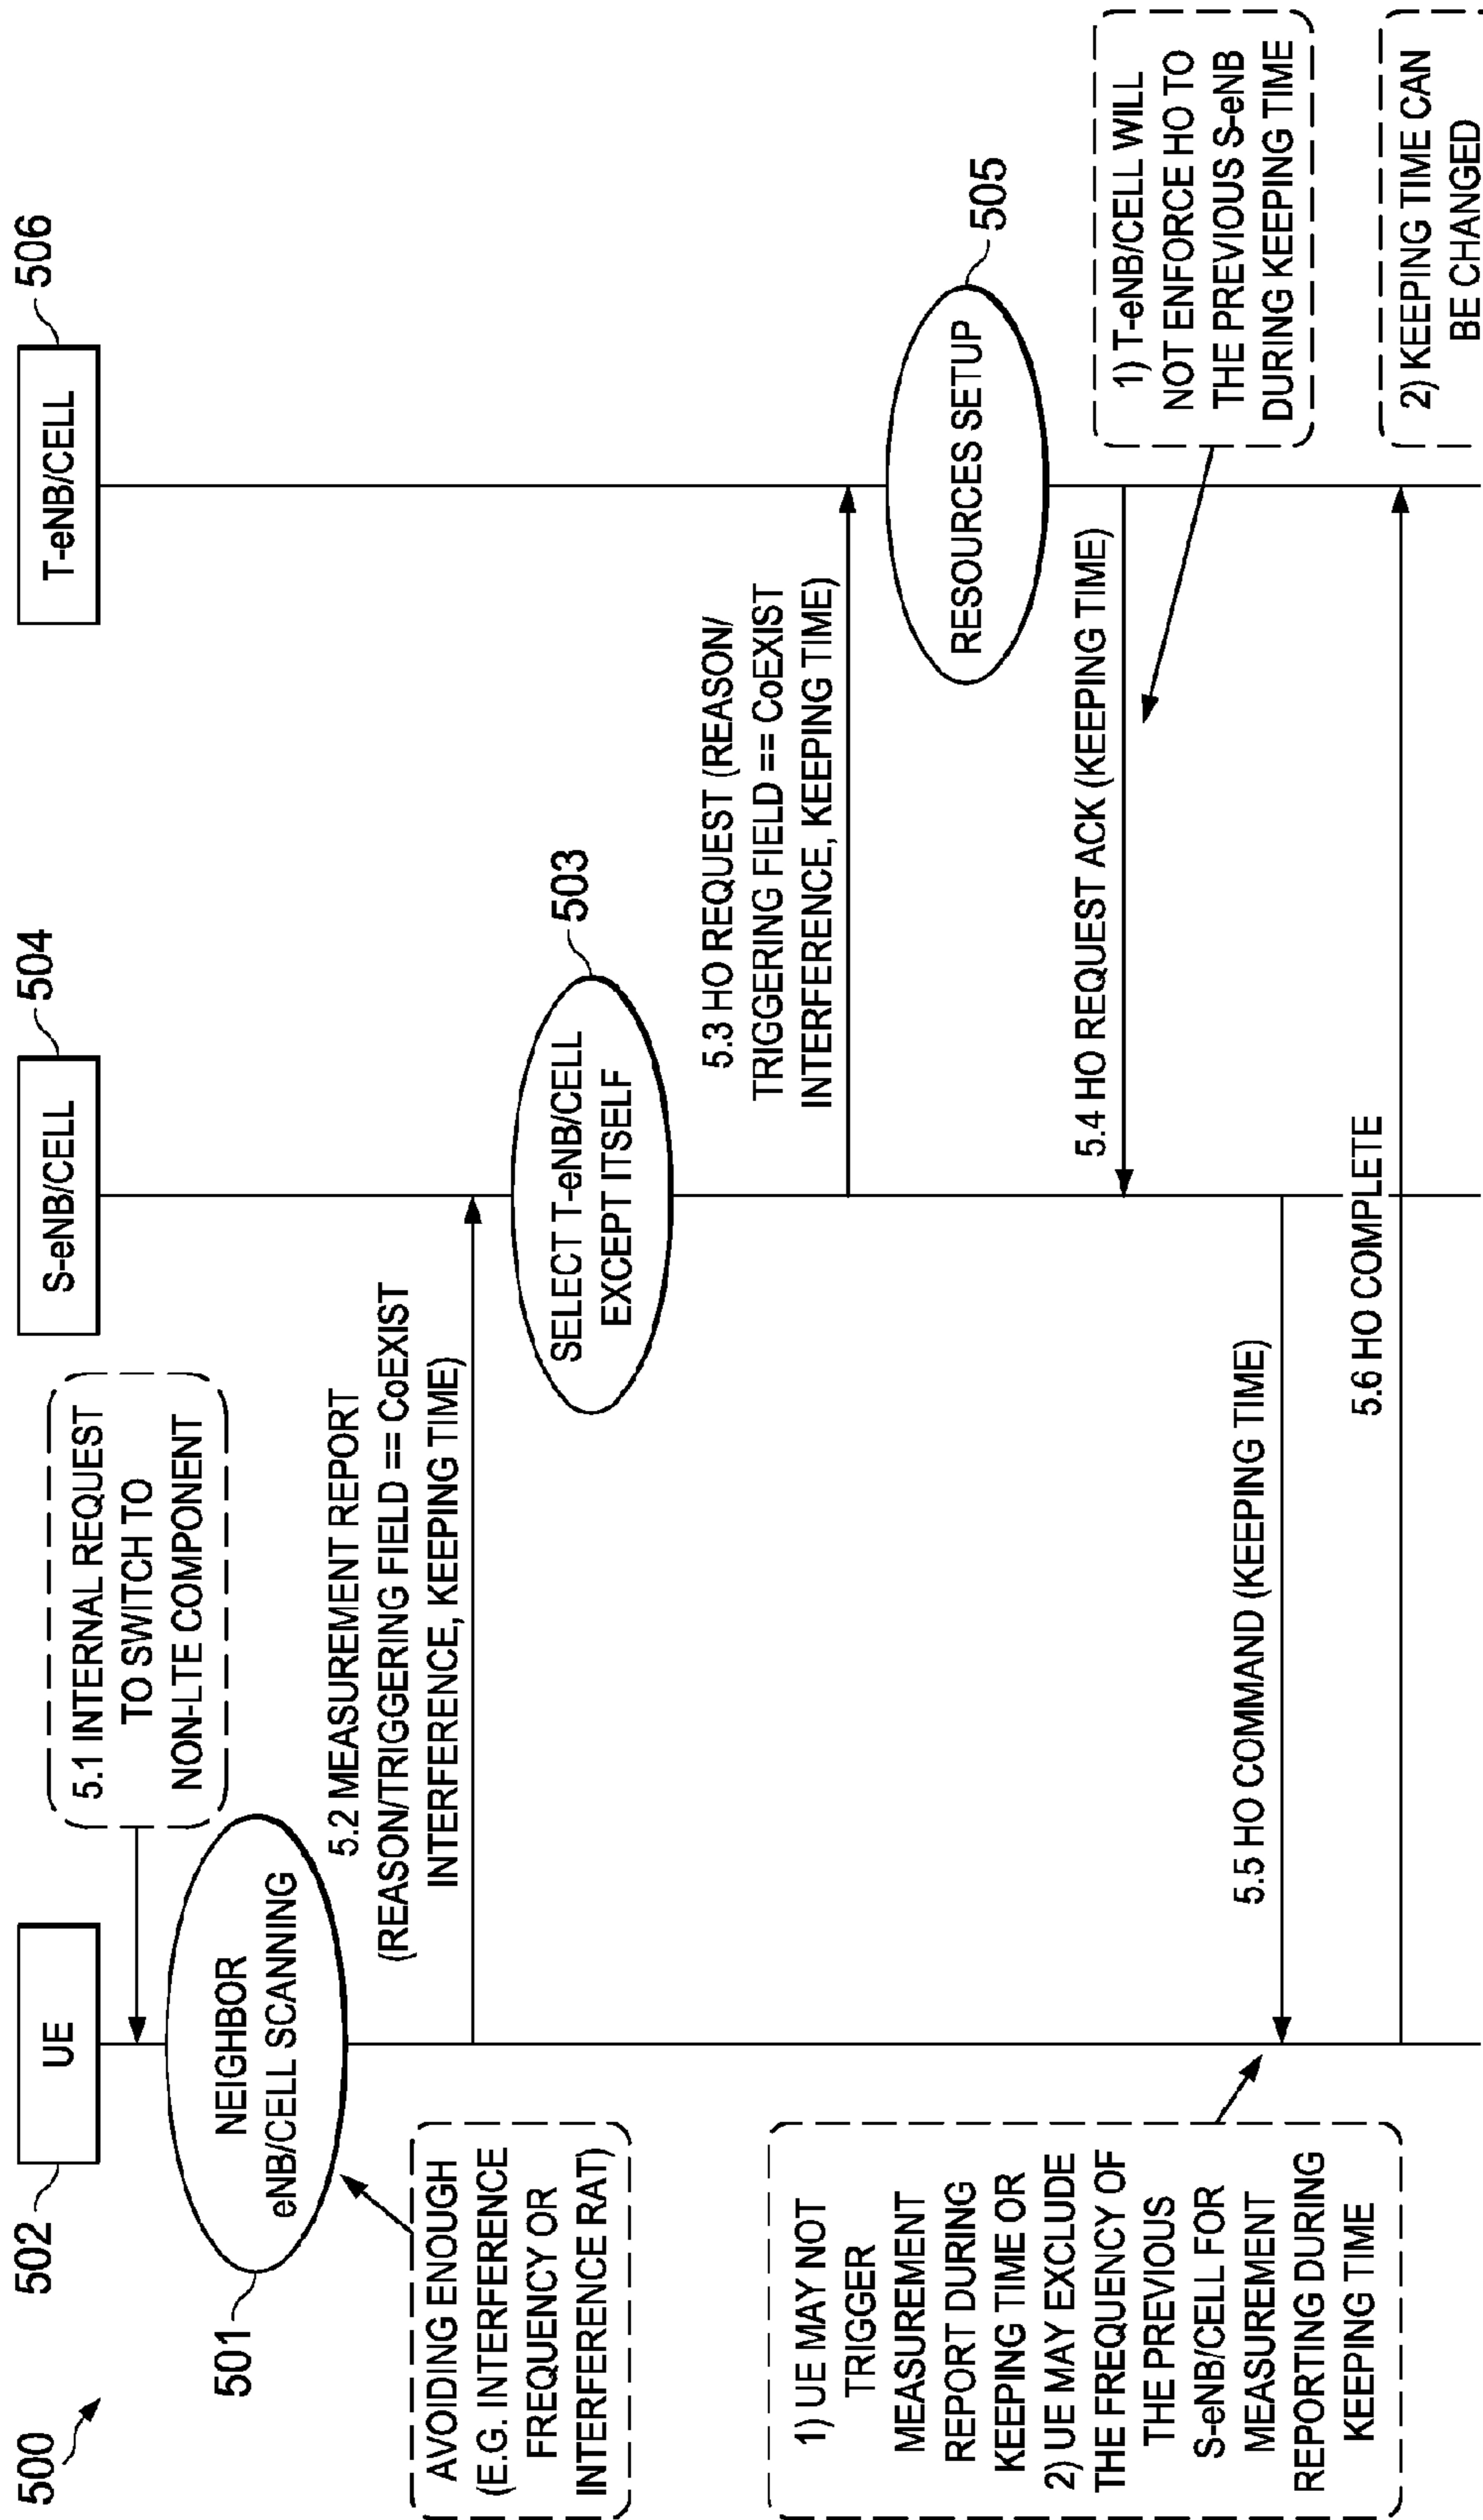 500
502
UE
S-eNB/CELL
504
T-eNB/CELL
506
5.1 INTERNAL REQUEST
TO SWITCH TO
NON-LTE COMPONENT
501
NEIGHBOR
eNB/CELL SCANNING
AVOIDING ENOUGH
(E.G. INTERFERENCE
FREQUENCY OR
INTERFERENCE RAT)
5.2 MEASUREMENT REPORT
(REASON/TRIGGERING FIELD == CoEXIST
INTERFERENCE, KEEPING TIME)
SELECT T-eNB/CELL
EXCEPT ITSELF
503
5.3 HO REQUEST (REASON/
TRIGGERING FIELD == CoEXIST
INTERFERENCE, KEEPING TIME)
RESOURCES SETUP
505
5.4 HO REQUEST ACK (KEEPING TIME)
1) T-eNB/CELL WILL
NOT ENFORCE HO TO
THE PREVIOUS S-eNB
DURING KEEPING TIME
1) UE MAY NOT
TRIGGER
MEASUREMENT
REPORT DURING
KEEPING TIME OR
2) UE MAY EXCLUDE
THE FREQUENCY OF
THE PREVIOUS
S-eNB/CELL FOR
MEASUREMENT
REPORTING DURING
KEEPING TIME
5.5 HO COMMAND (KEEPING TIME)
5.6 HO COMPLETE
2) KEEPING TIME CAN
BE CHANGED